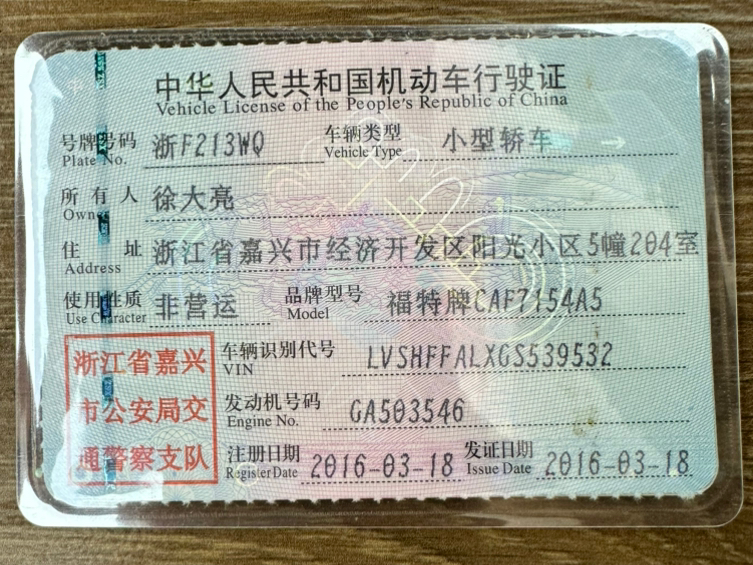 中华人民共和国机动车行驶证
Vehicle License of the People's Republic of China
号牌号码 浙F213WQ 车辆类型 小型轿车
Plate No. Vehicle Type
所有人 徐大亮
Owner
住址 浙江省嘉兴市经济开发区阳光小区5幢204室
Address
使用性质 非营运 品牌型号 福特牌CAF7154A5
Use Character Model
浙江省嘉兴
市公安局交
通警察支队
车辆识别代号 LVSHFFALXGS539532
VIN
发动机号码 GA503546
Engine No.
注册日期 2016-03-18 发证日期 2016-03-18
Register Date Issue Date